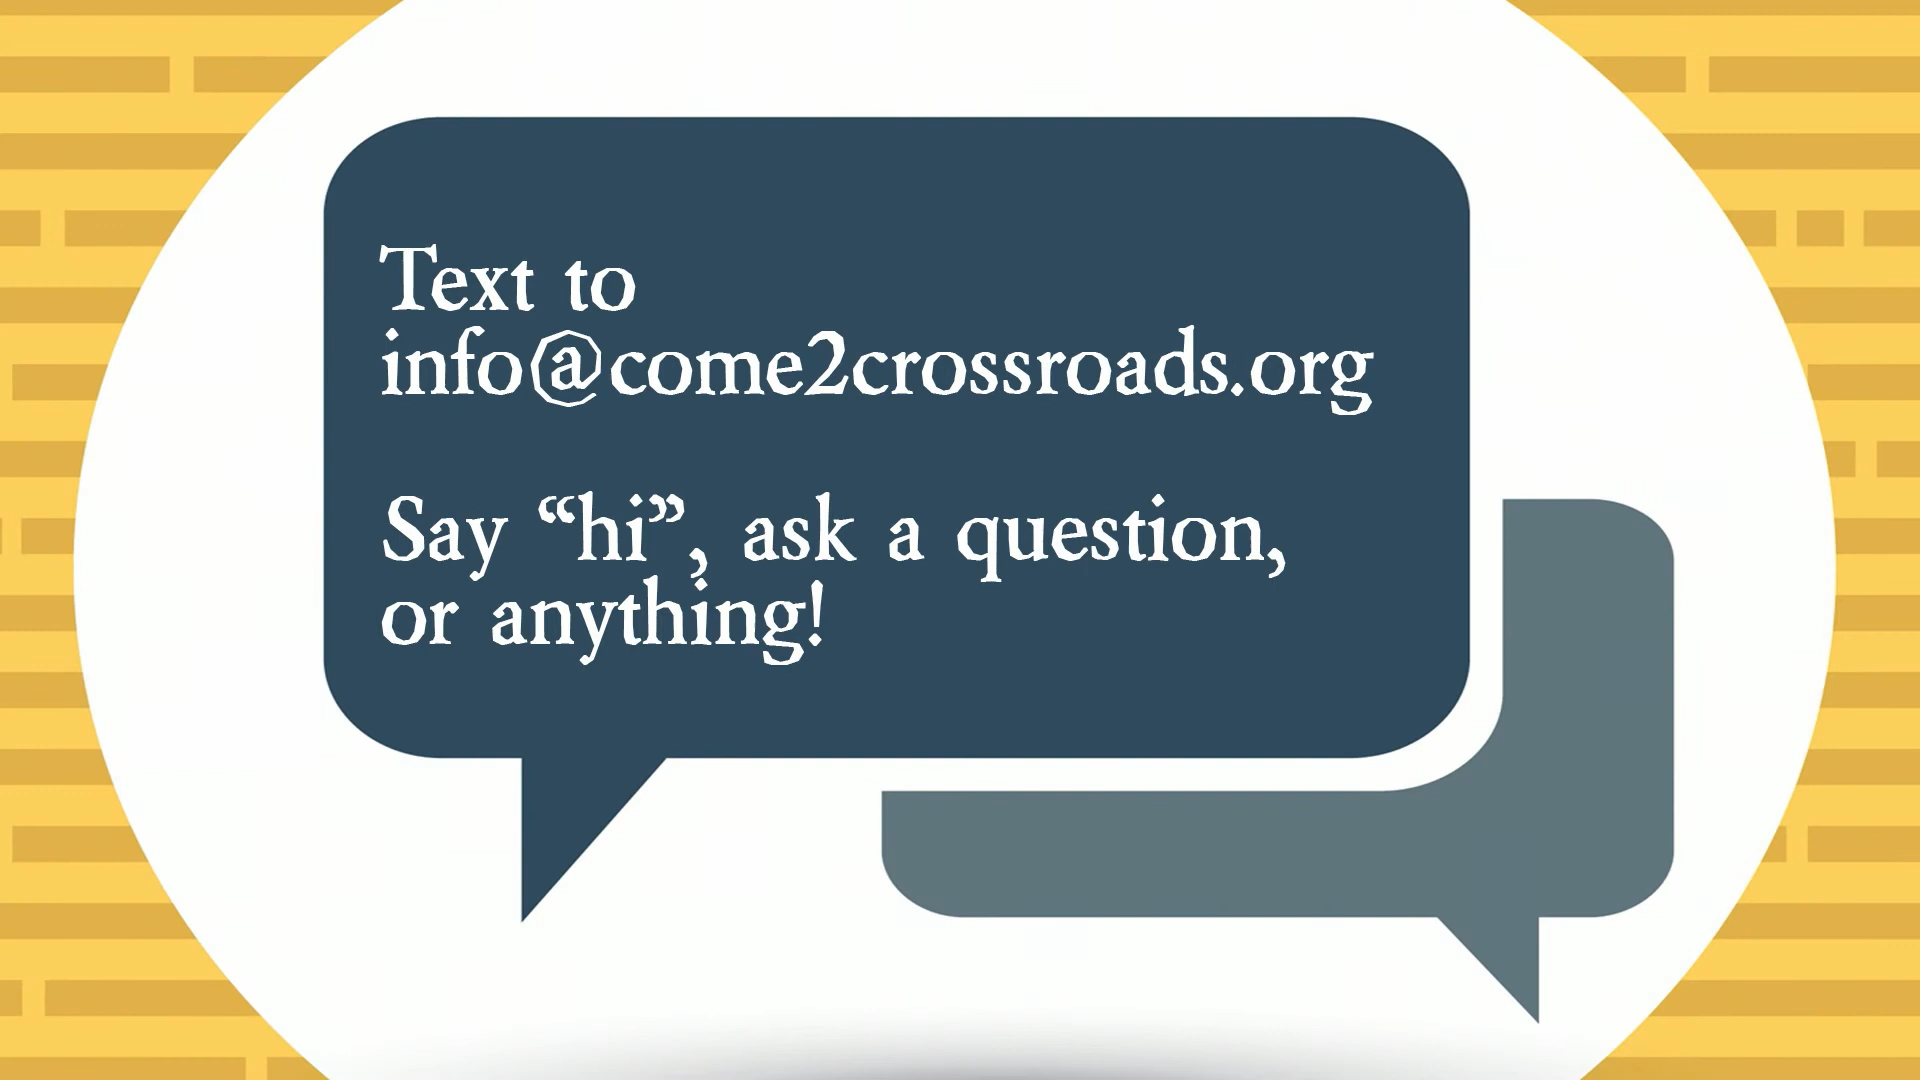 Text to
info@come2crossroads.org
Say “hi”, ask a question,
or anything!